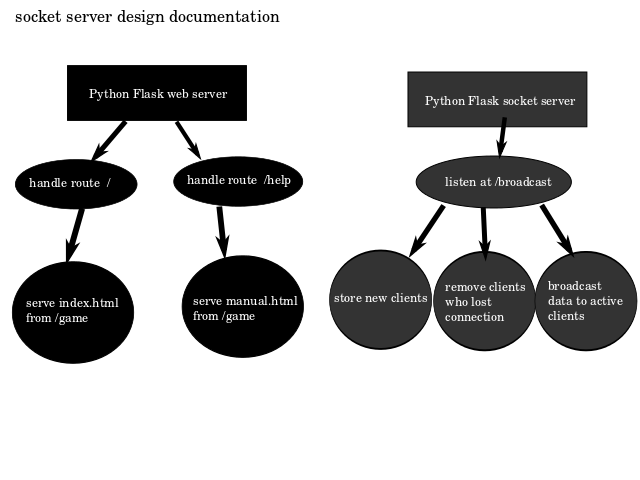 socket server design documentation
Python Flask web server
Python Flask socket server
handle route /
handle route /help
listen at /broadcast
serve index.html
from /game
serve manual.html
from /game
store new clients
remove clients
who lost
connection
broadcast
data to active
clients